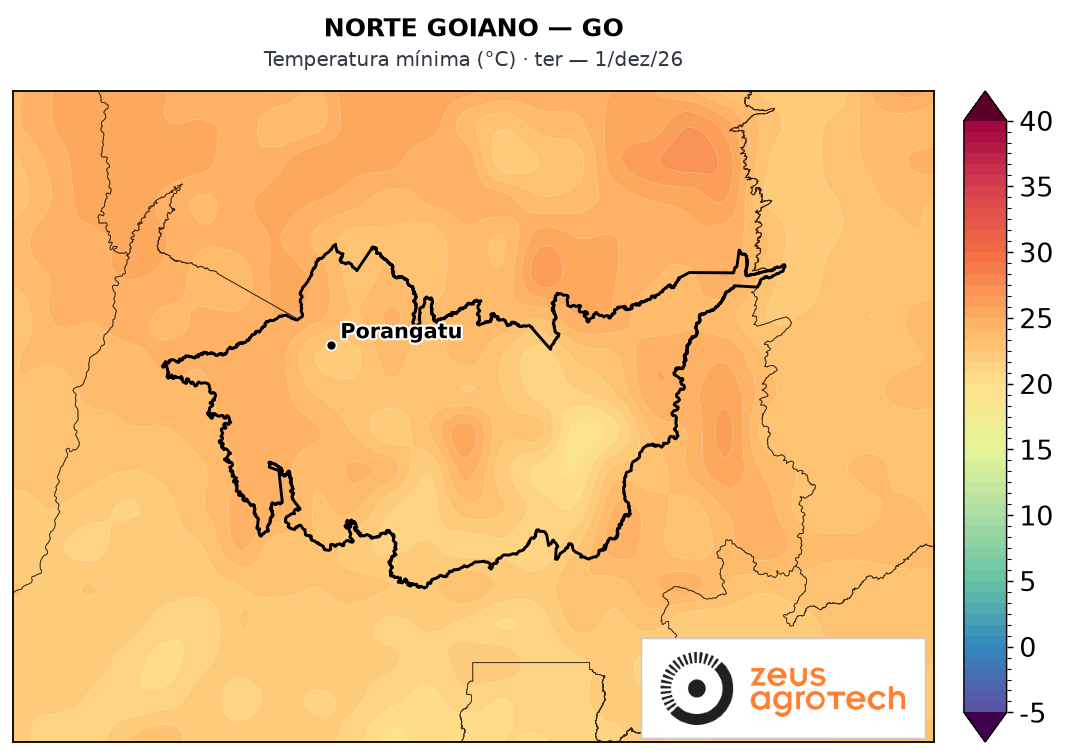 NORTE GOIANO — GO
Temperatura mínima (°C) · ter — 1/dez/26
Porangatu
40
35
30
25
20
15
10
5
0
-5
zeus
agrotech